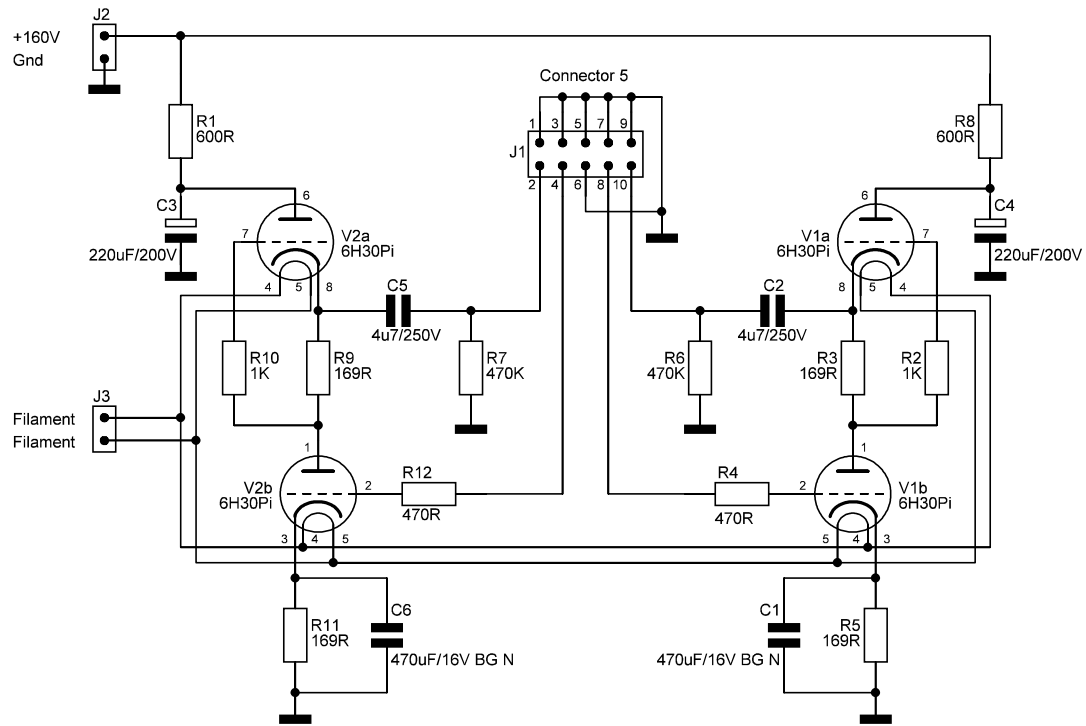 J2
+160V
Gnd
Connector 5
R1
600R
R8
600R
1 3 5 7 9
J1
2 4 6 8 10
6
6
C3
220uF/200V
C4
220uF/200V
7
V2a
6H30Pi
V1a
6H30Pi
7
4 5 8
8 5 4
C5
4u7/250V
C2
4u7/250V
R10
1K
R9
169R
R7
470K
R6
470K
R3
169R
R2
1K
J3
Filament
Filament
1
1
V2b
6H30Pi
2
R12
470R
R4
470R
2
V1b
6H30Pi
3 4 5
5 4 3
R11
169R
C6
470uF/16V BG N
C1
470uF/16V BG N
R5
169R